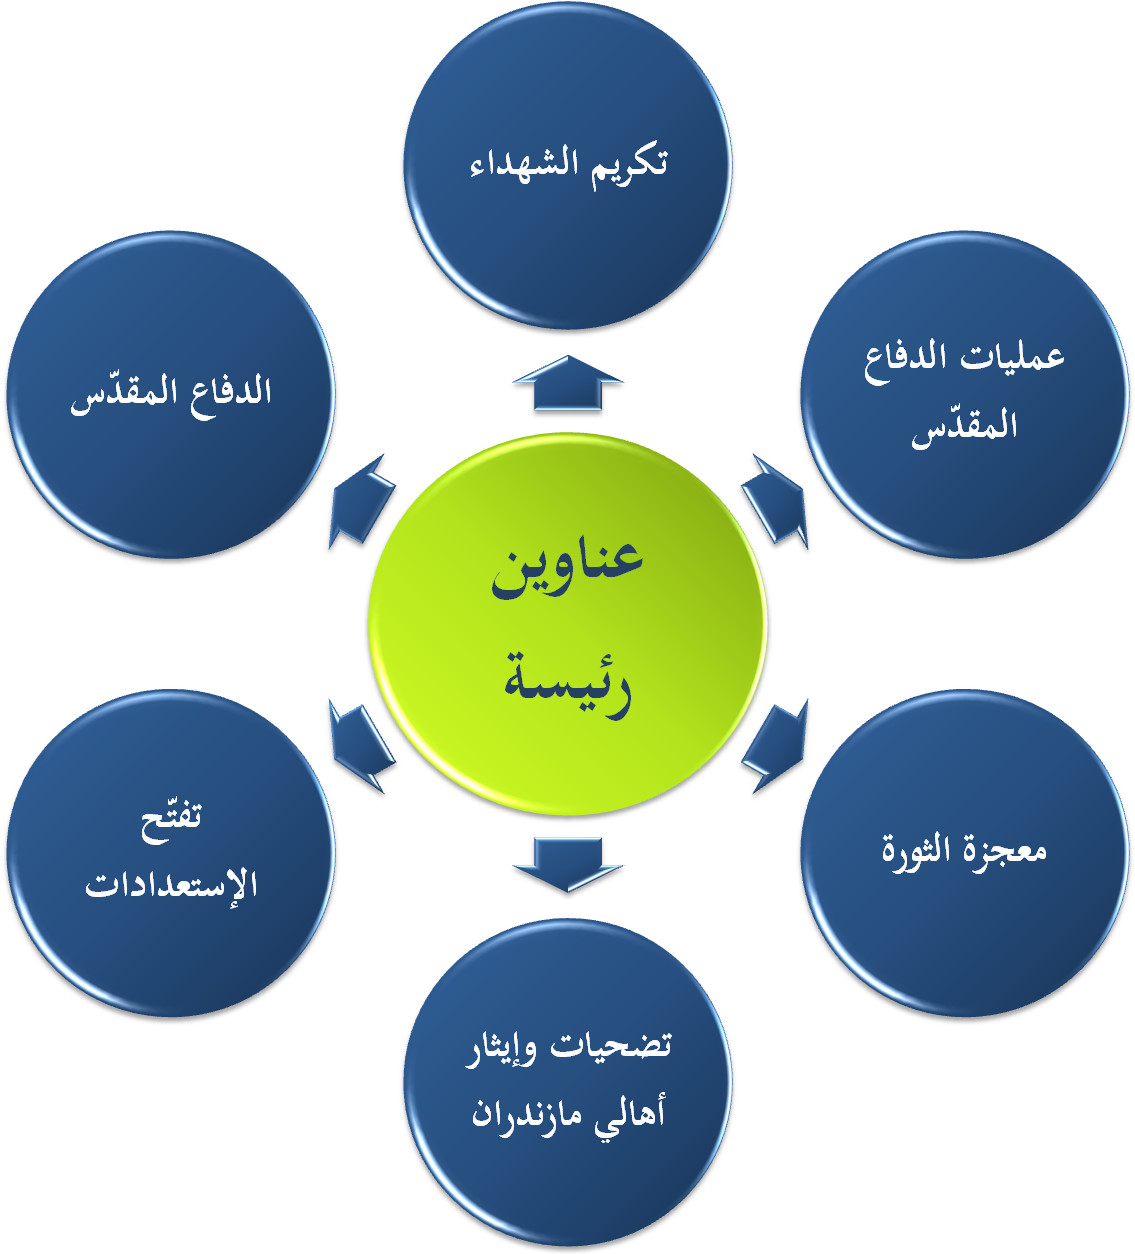 تكريم الشهداء
عمليات الدفاع
المقدّس
الدفاع المقدّس
عناوين
رئيسة
معجزة الثورة
تفتّح
الإستعدادات
تضحيات وإيثار
أهالي مازندران